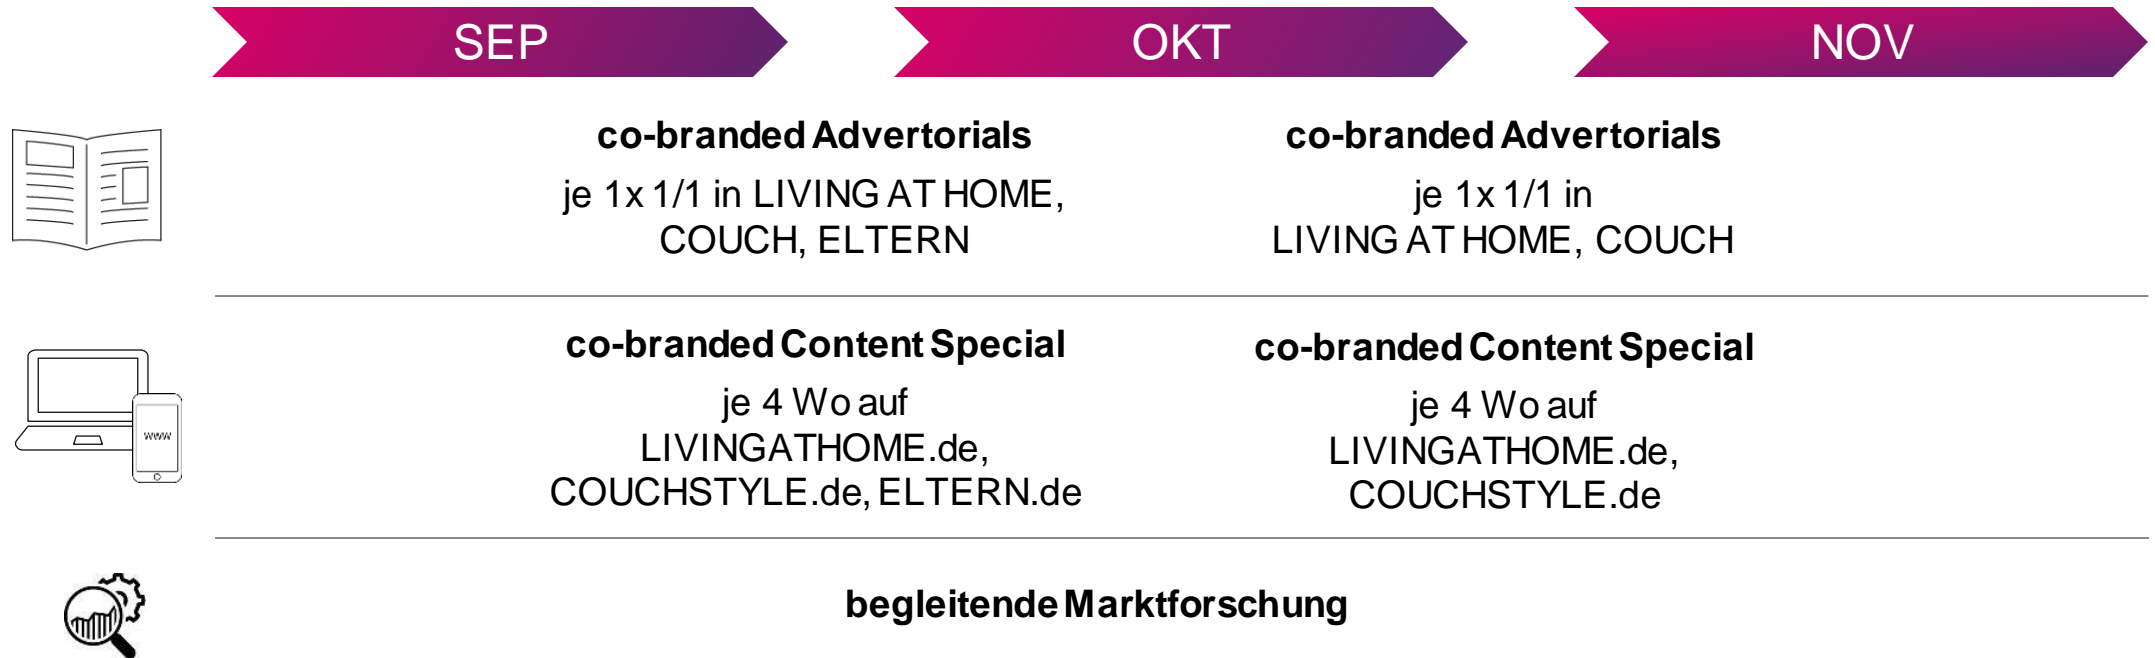 SEP
OKT
NOV
co-branded Advertorials
je 1x 1/1 in LIVING AT HOME,
COUCH, ELTERN
co-branded Advertorials
je 1x 1/1 in
LIVING AT HOME, COUCH
www
co-branded Content Special
je 4 Wo auf
LIVINGATHOME.de,
COUCHSTYLE.de, ELTERN.de
co-branded Content Special
je 4 Wo auf
LIVINGATHOME.de,
COUCHSTYLE.de
begleitende Marktforschung